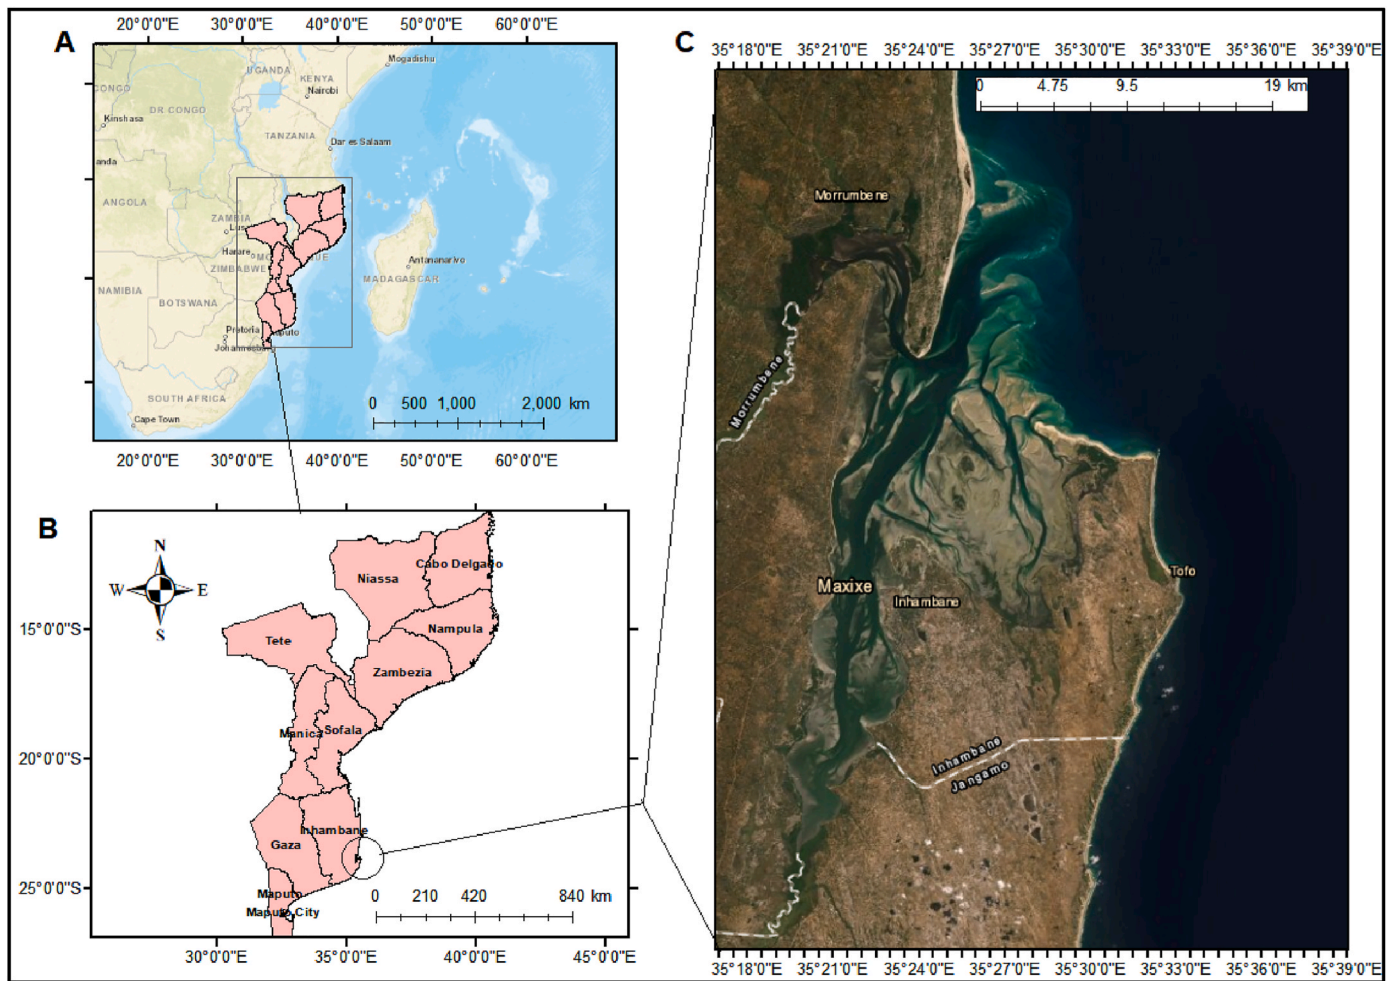 A
20°0'0"E 30°0'0"E 40°0'0"E 50°0'0"E 60°0'0"E
Mogadishu
UGANDA
KENYA
Nairobi
CONGO
DR CONGO
Kinshasa
TANZANIA
Dar es Salaam
anda
ANGOLA
ZAMBIA
Lus
Harare
MO
UE
ZIMBABWE
Antananarivo
MADAGASCAR
NAMIBIA
BOTSWANA
Pretoria
aputo
Johannesburg
SOUTH AFRICA
Cape Town
0 500 1,000 2,000 km
20°0'0"E 30°0'0"E 40°0'0"E 50°0'0"E 60°0'0"E
B
N
W E
S
Cabo Delgado
Niassa
Nampula
Tete
Zambezia
Manica
Sofala
Inhambane
Gaza
Maputo
Maputo City
15°0'0"S
20°0'0"S
25°0'0"S
0 210 420 840 km
30°0'0"E 35°0'0"E 40°0'0"E 45°0'0"E
C
35°18'0"E 35°21'0"E 35°24'0"E 35°27'0"E 35°30'0"E 35°33'0"E 35°36'0"E 35°39'0"E
0 4.75 9.5 19 km
Morrumbene
Morrumbene
Tofo
Maxixe
Inhambane
Inhambane
Jangamo
35°18'0"E 35°21'0"E 35°24'0"E 35°27'0"E 35°30'0"E 35°33'0"E 35°36'0"E 35°39'0"E